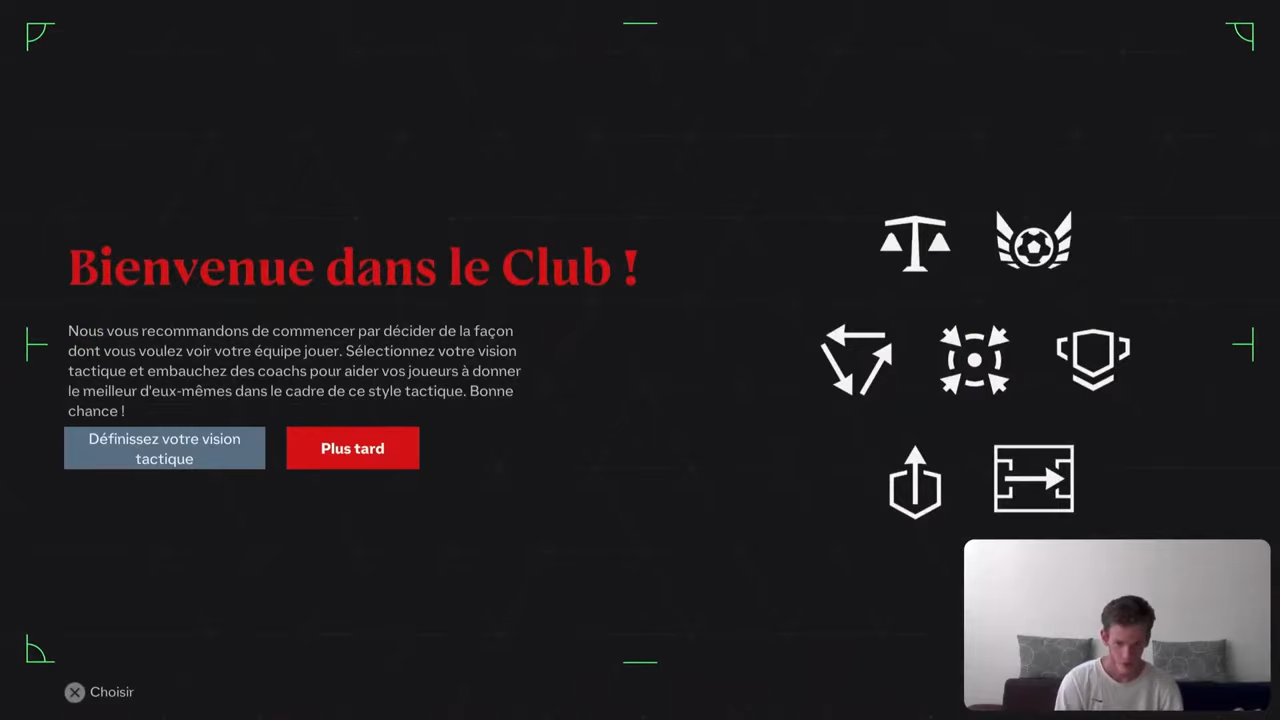 Bienvenue dans le Club !
Nous vous recommandons de commencer par décider de la façon
dont vous voulez voir votre équipe jouer. Sélectionnez votre vision
tactique et embauchez des coachs pour aider vos joueurs à donner
le meilleur d'eux-mêmes dans le cadre de ce style tactique. Bonne
chance !
Définissez votre vision
tactique
Plus tard
Choisir